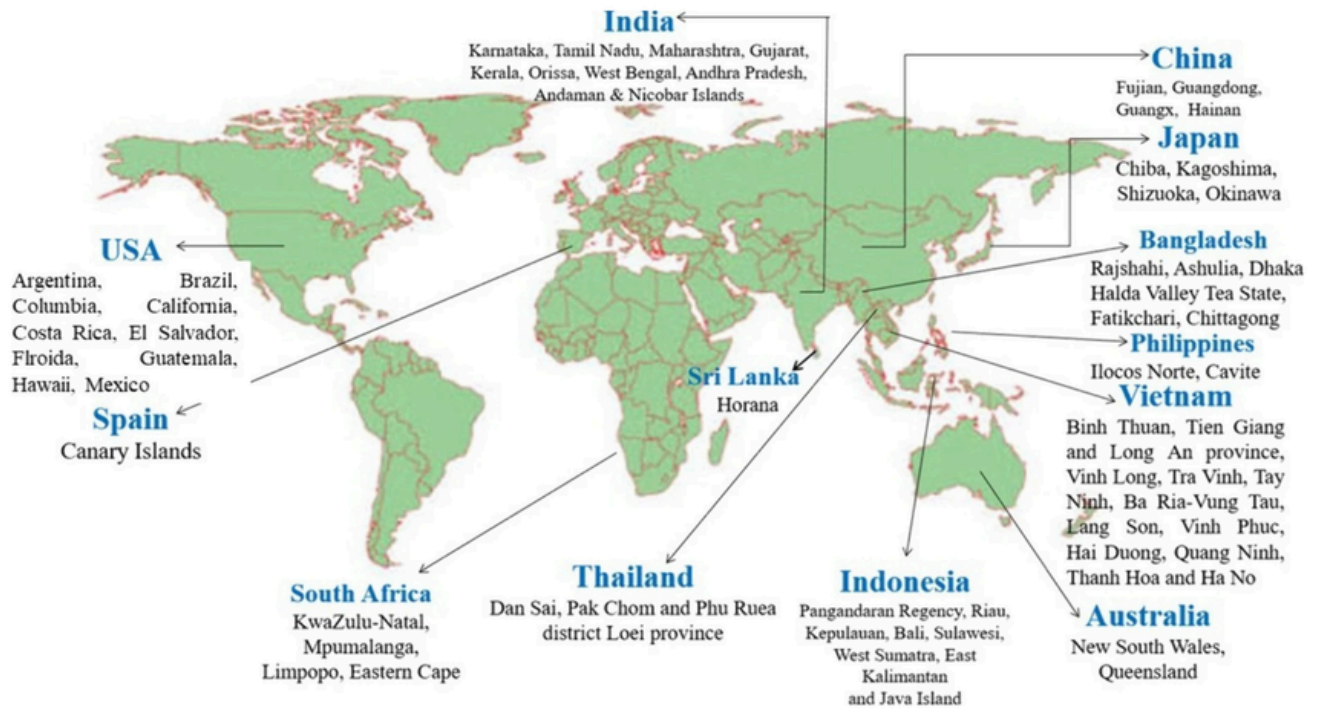 India
Karnataka, Tamil Nadu, Maharashtra, Gujarat,
Kerala, Orissa, West Bengal, Andhra Pradesh,
Andaman & Nicobar Islands
China
Fujian, Guangdong,
Guangx, Hainan
Japan
Chiba, Kagoshima,
Shizuoka, Okinawa
USA
Argentina, Brazil,
Columbia, California,
Costa Rica, El Salvador,
Flroida, Guatemala,
Hawaii, Mexico
Spain
Canary Islands
Bangladesh
Rajshahi, Ashulia, Dhaka
Halda Valley Tea State,
Fatikchari, Chittagong
Philippines
Ilocos Norte, Cavite
Sri Lanka
Horana
Vietnam
Binh Thuan, Tien Giang
and Long An province,
Vinh Long, Tra Vinh, Tay
Ninh, Ba Ria-Vung Tau,
Lang Son, Vinh Phuc,
Hai Duong, Quang Ninh,
Thanh Hoa and Ha No
South Africa
KwaZulu-Natal,
Mpumalanga,
Limpopo, Eastern Cape
Thailand
Dan Sai, Pak Chom and Phu Ruea
district Loei province
Indonesia
Pangandaran Regency, Riau,
Kepulauan, Bali, Sulawesi,
West Sumatra, East
Kalimantan
and Java Island
Australia
New South Wales,
Queensland